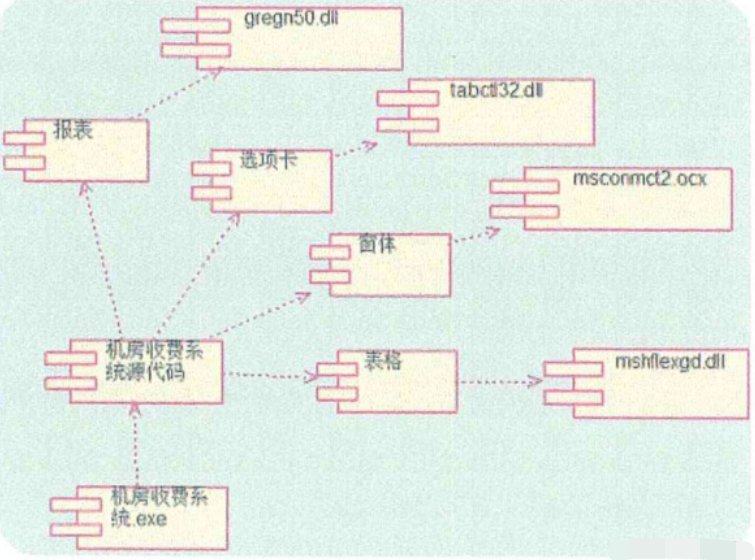 gregn50.dll
tabctl32.dll
报表
选项卡
msconmct2.ocx
窗体
机房收费系
统源代码
表格
mshflexgd.dll
机房收费系
统.exe